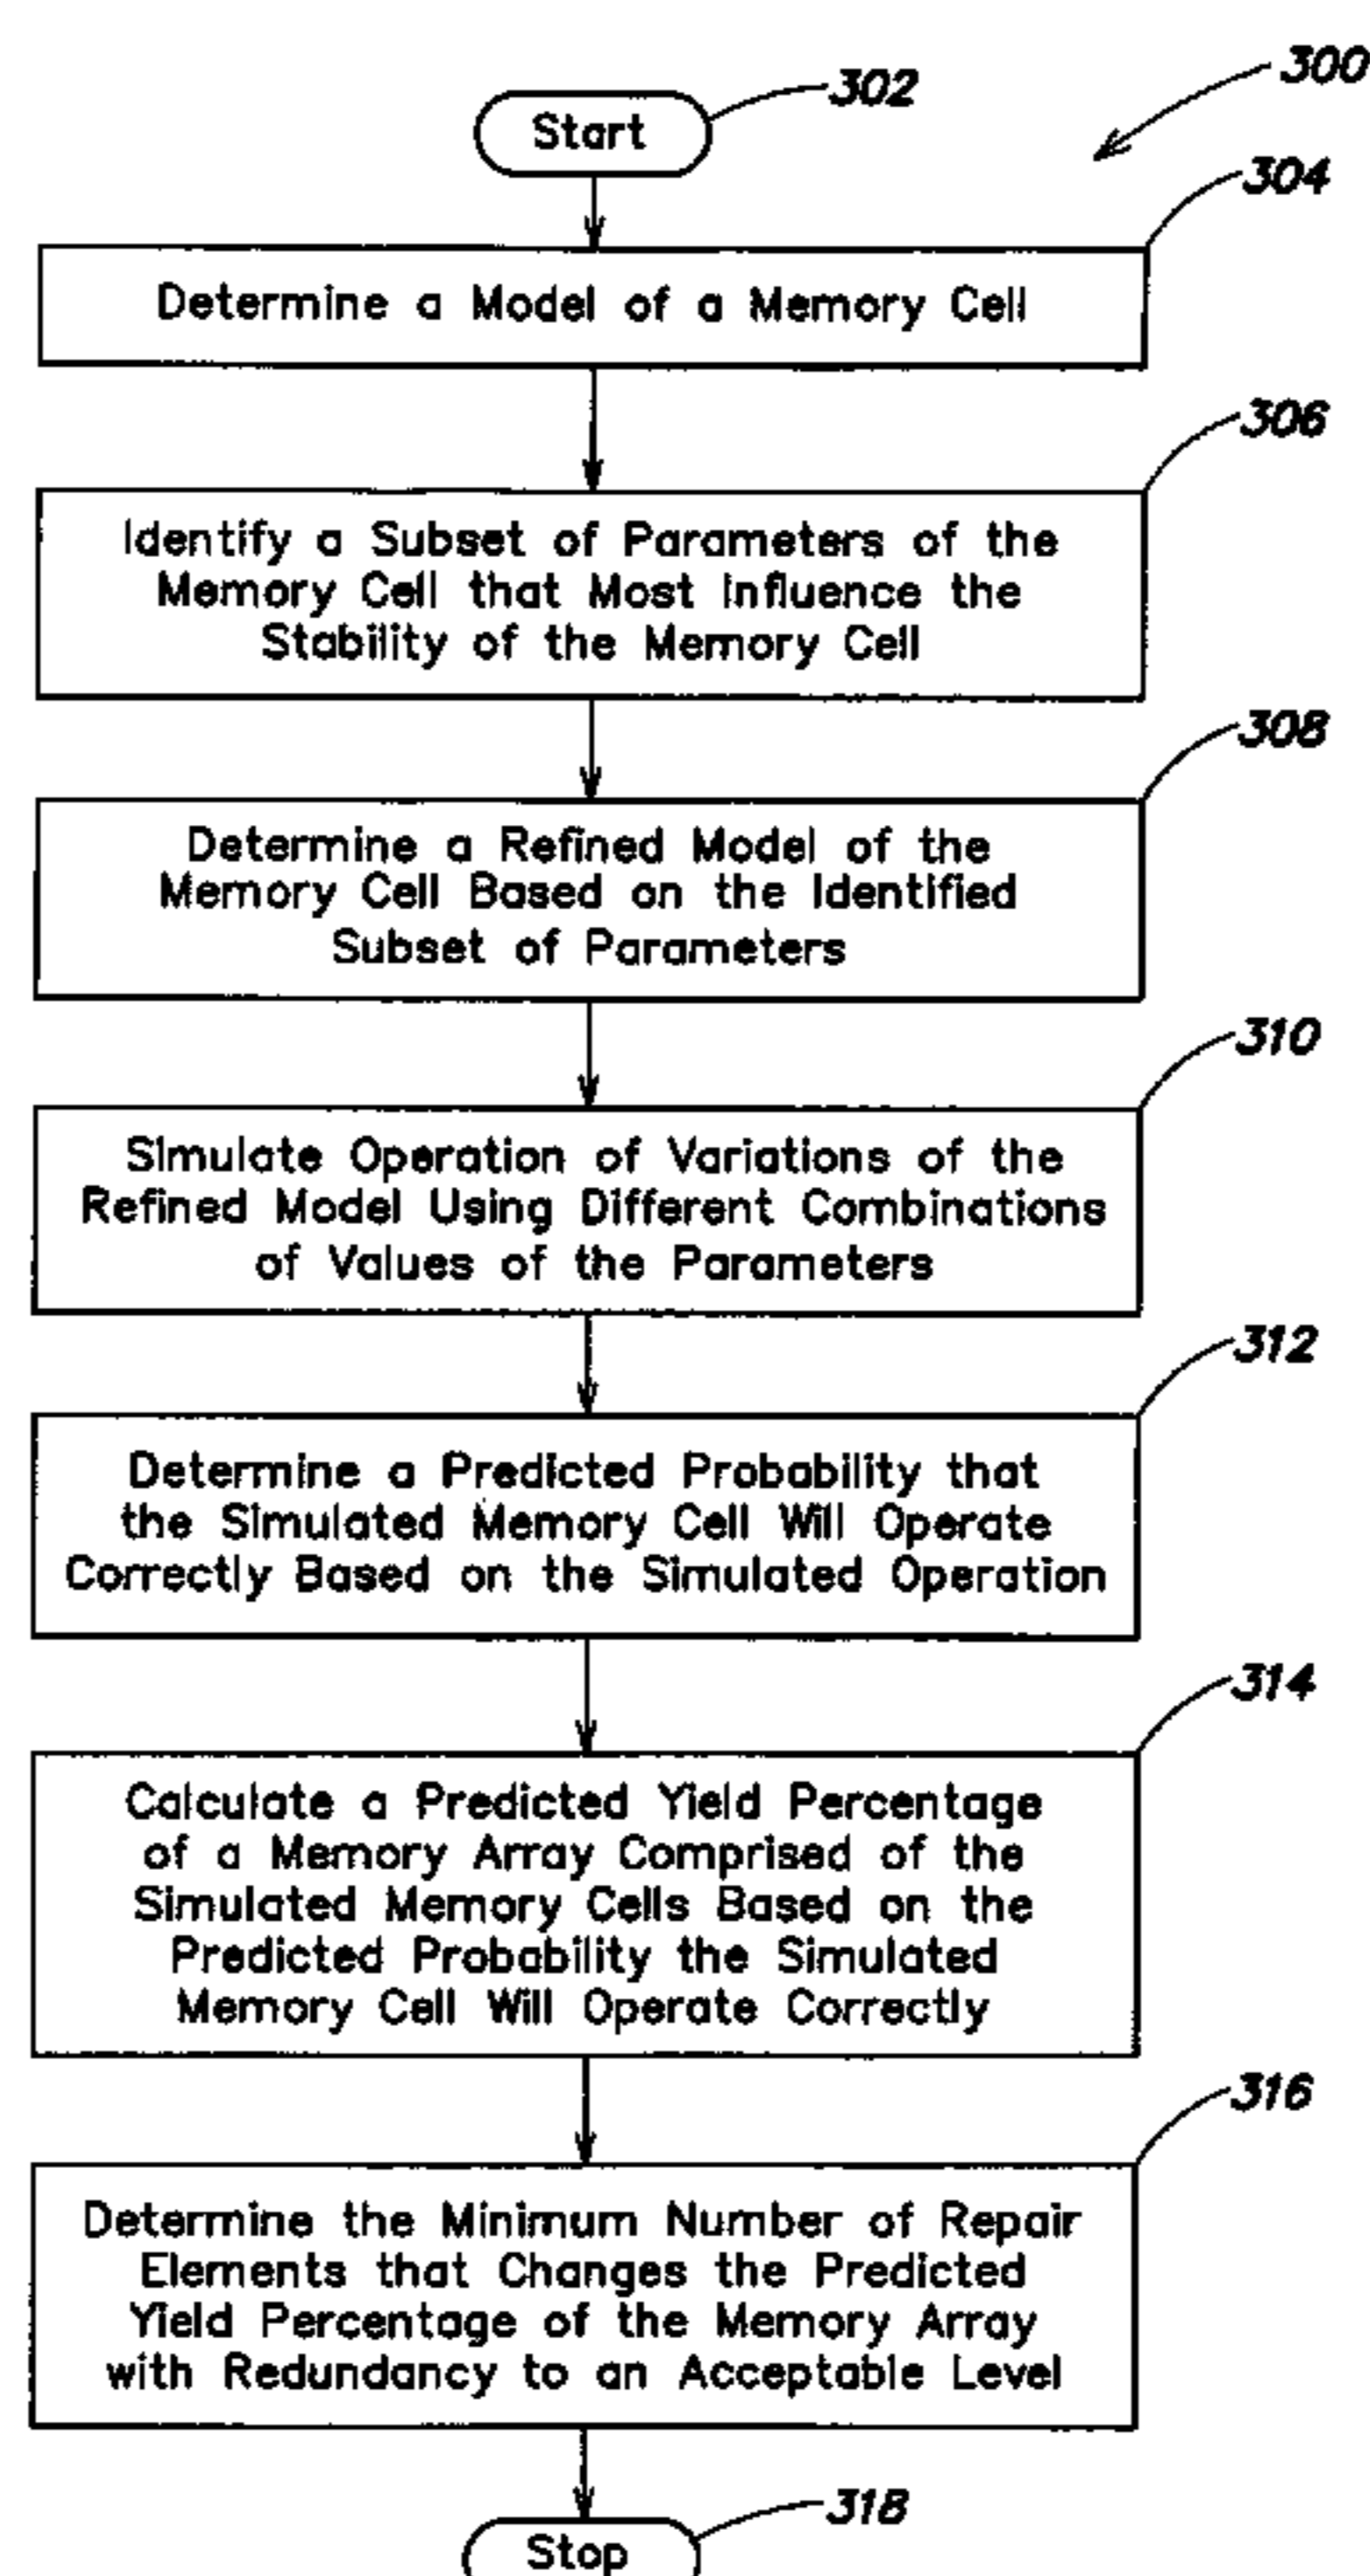 300
302
Start
304
Determine a Model of a Memory Cell
306
Identify a Subset of Parameters of the
Memory Cell that Most Influence the
Stability of the Memory Cell
308
Determine a Refined Model of the
Memory Cell Based on the Identified
Subset of Parameters
310
Simulate Operation of Variations of the
Refined Model Using Different Combinations
of Values of the Parameters
312
Determine a Predicted Probability that
the Simulated Memory Cell Will Operate
Correctly Based on the Simulated Operation
314
Calculate a Predicted Yield Percentage
of a Memory Array Comprised of the
Simulated Memory Cells Based on the
Predicted Probability the Simulated
Memory Cell Will Operate Correctly
316
Determine the Minimum Number of Repair
Elements that Changes the Predicted
Yield Percentage of the Memory Array
with Redundancy to an Acceptable Level
318
Stop